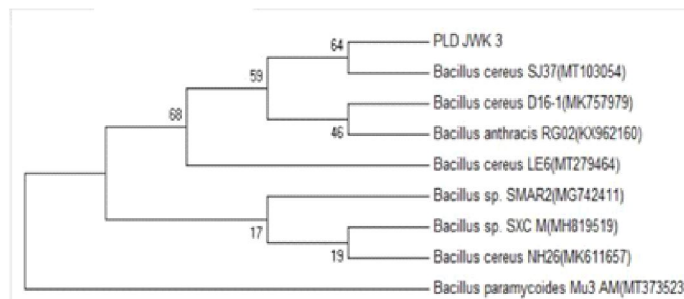 PLD JWK 3
64
Bacillus cereus SJ37(MT103054)
59
Bacillus cereus D16-1(MK757979)
68
46
Bacillus anthracis RG02(KX962160)
Bacillus cereus LE6(MT279464)
Bacillus sp. SMAR2(MG742411)
17
Bacillus sp. SXC M(MH819519)
19
Bacillus cereus NH26(MK611657)
Bacillus paramycoides Mu3 AM(MT373523